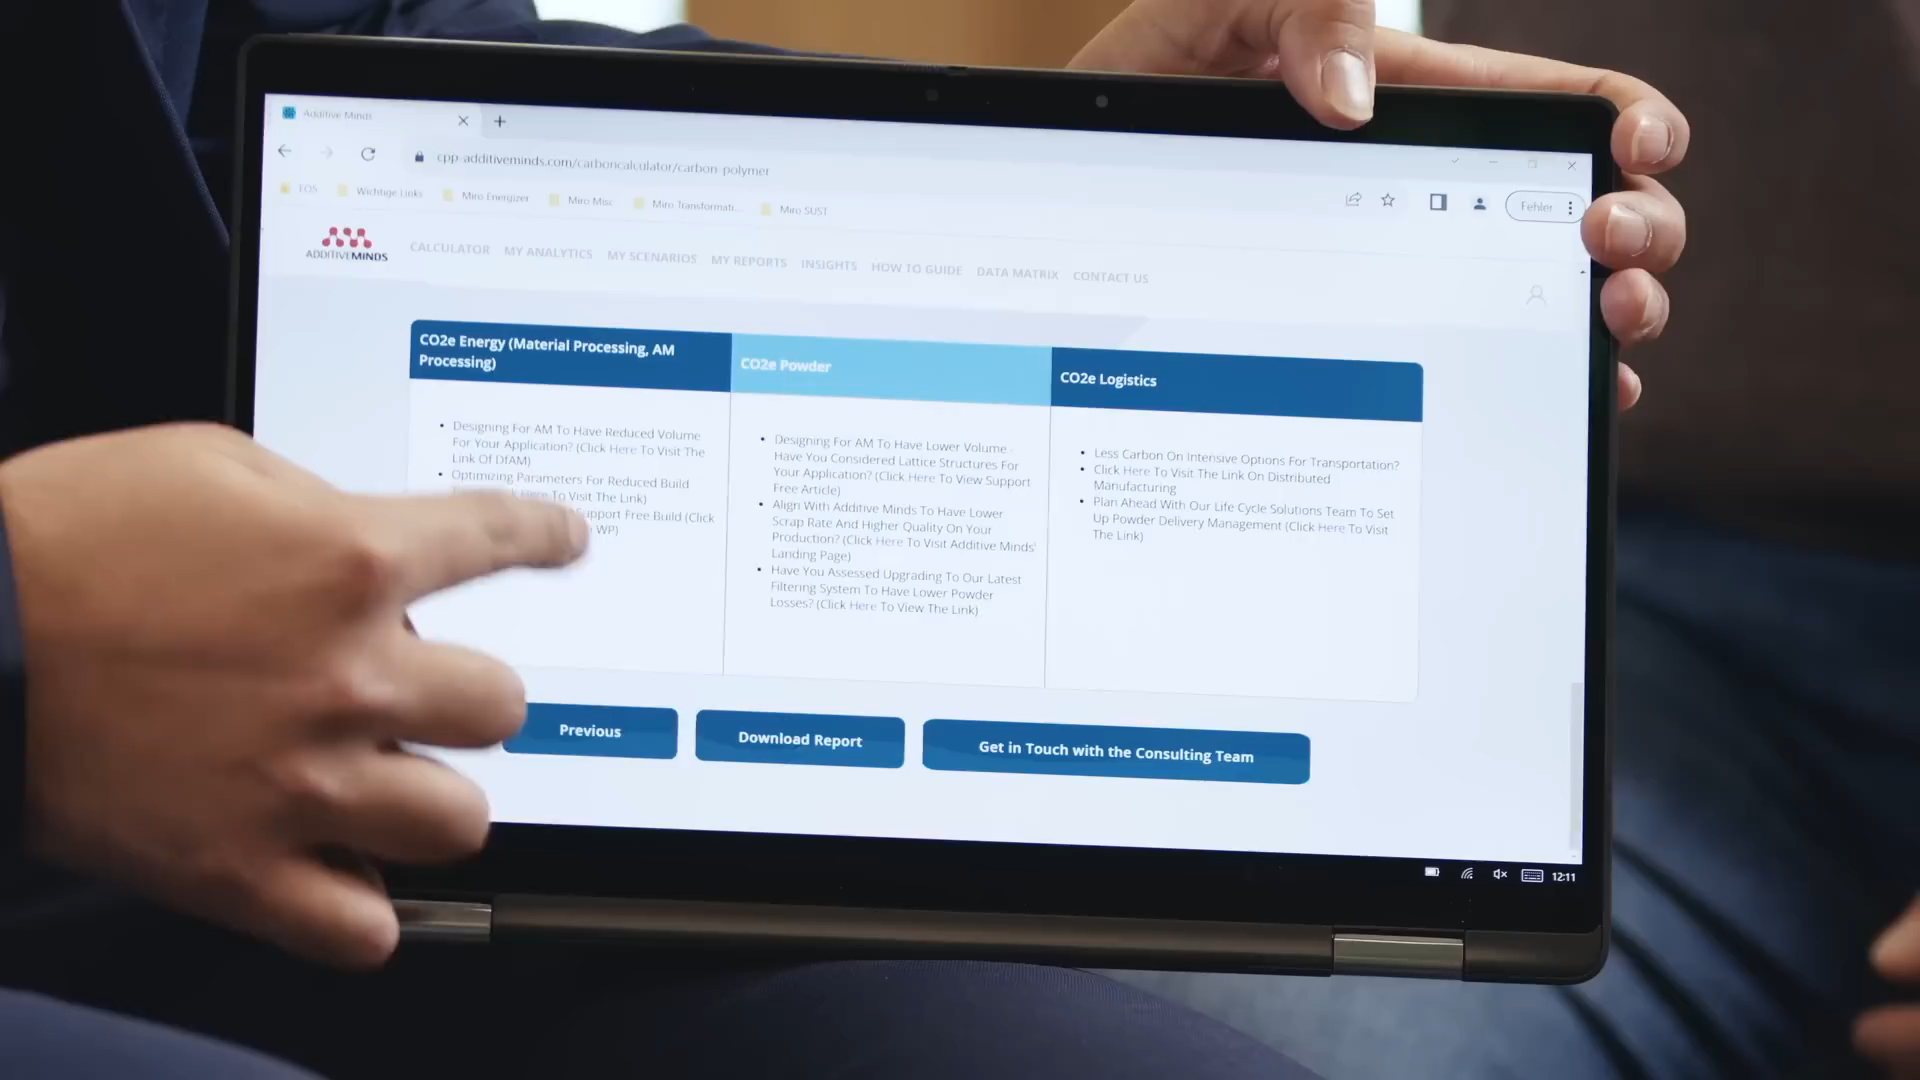 Additive Minds
cpp-additiveminds.com/carboncalculator/carbon-polymer
EOS
Wichtige Links
Miro Energizer
Miro Misc
Miro Transformati...
Miro SUST
Fehler
ADDITIVEMINDS
CALCULATOR
MY ANALYTICS
MY SCENARIOS
MY REPORTS
INSIGHTS
HOW TO GUIDE
DATA MATRIX
CONTACT US
CO2e Energy (Material Processing, AM
Processing)
• Designing For AM To Have Reduced Volume
For Your Application? (Click Here To Visit The
Link Of DfAM)
• Optimizing Parameters For Reduced Build
Here To Visit The Link)
Support Free Build (Click
WP)
CO2e Powder
• Designing For AM To Have Lower Volume -
Have You Considered Lattice Structures For
Your Application? (Click Here To View Support
Free Article)
• Align With Additive Minds To Have Lower
Scrap Rate And Higher Quality On Your
Production? (Click Here To Visit Additive Minds'
Landing Page)
• Have You Assessed Upgrading To Our Latest
Filtering System To Have Lower Powder
Losses? (Click Here To View The Link)
CO2e Logistics
• Less Carbon On Intensive Options For Transportation?
• Click Here To Visit The Link On Distributed
Manufacturing
• Plan Ahead With Our Life Cycle Solutions Team To Set
Up Powder Delivery Management (Click Here To Visit
The Link)
Previous
Download Report
Get in Touch with the Consulting Team
12:11